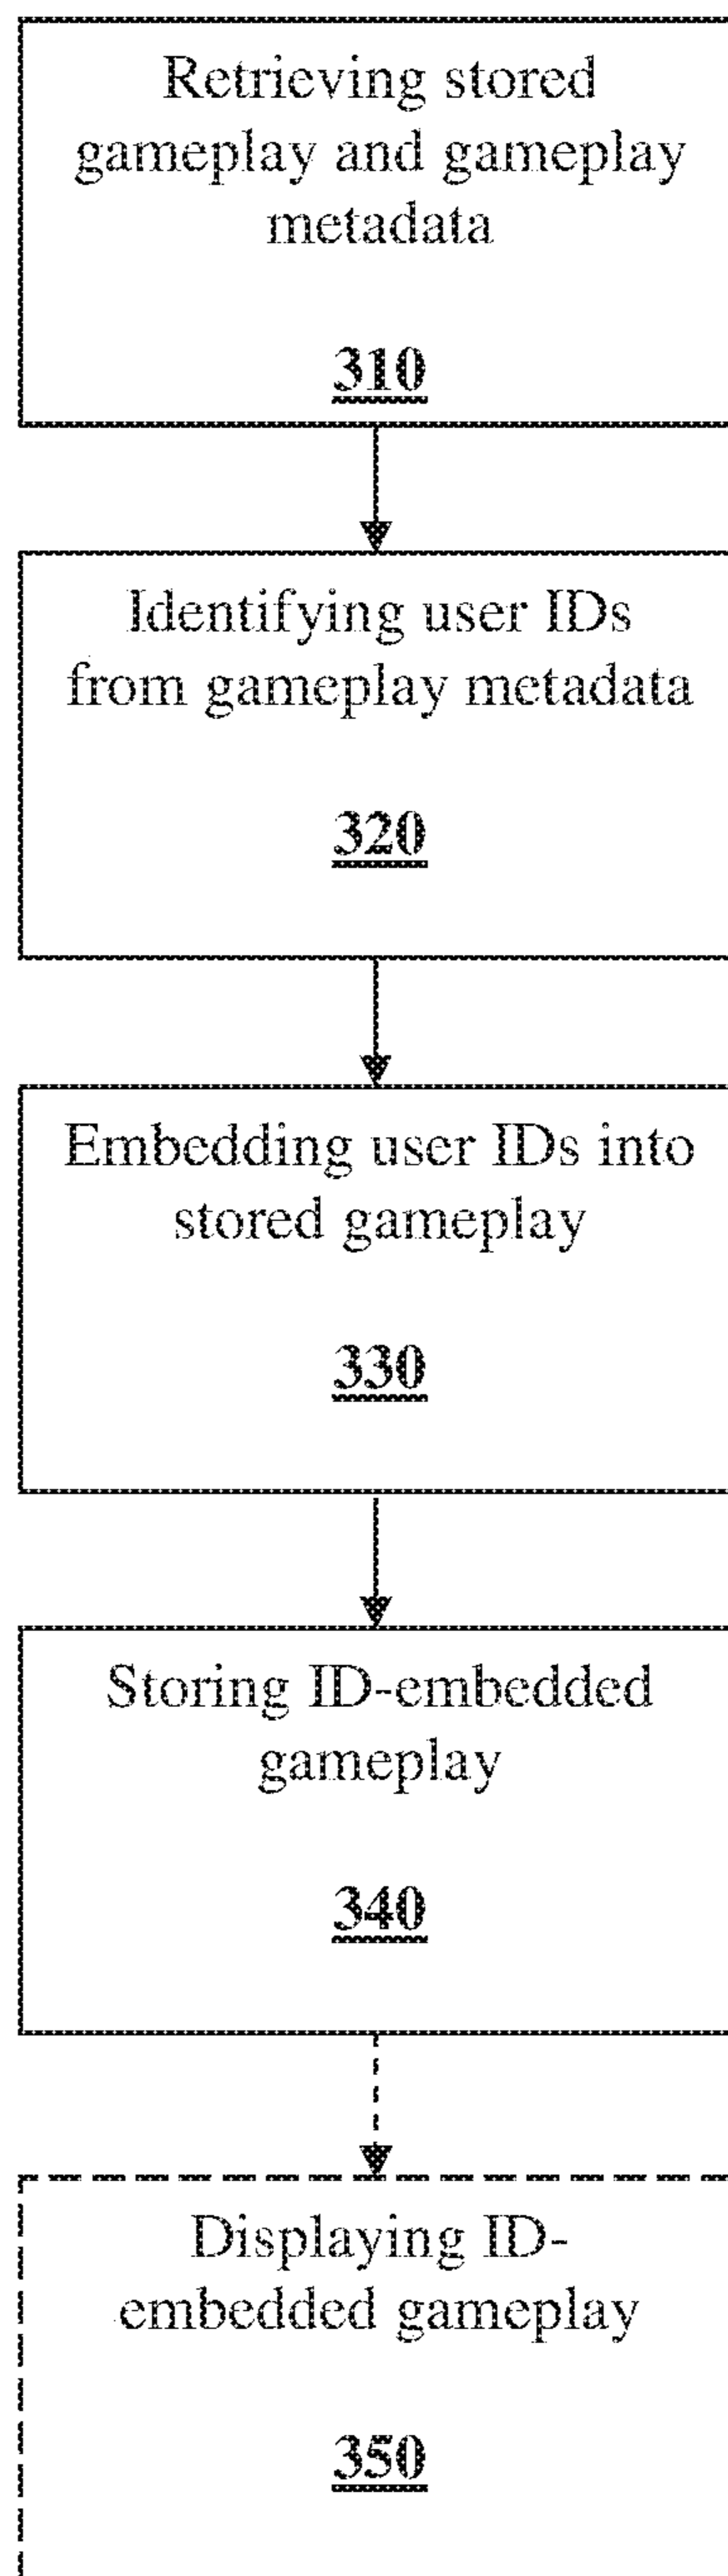 Retrieving stored
gameplay and gameplay
metadata
310
Identifying user IDs
from gameplay metadata
320
Embedding user IDs into
stored gameplay
330
Storing ID-embedded
gameplay
340
Displaying ID-
embedded gameplay
350